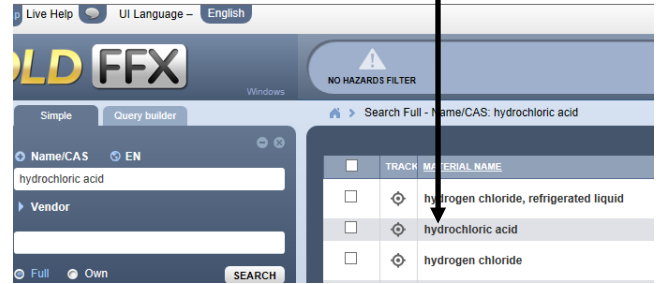 p Live Help UI Language – English
OLD FFX
Windows
NO HAZARDS FILTER
Simple Query builder
Search Full - Name/CAS: hydrochloric acid
Name/CAS EN
hydrochloric acid
Vendor
Full Own SEARCH
TRACK MATERIAL NAME
hydrogen chloride, refrigerated liquid
hydrochloric acid
hydrogen chloride